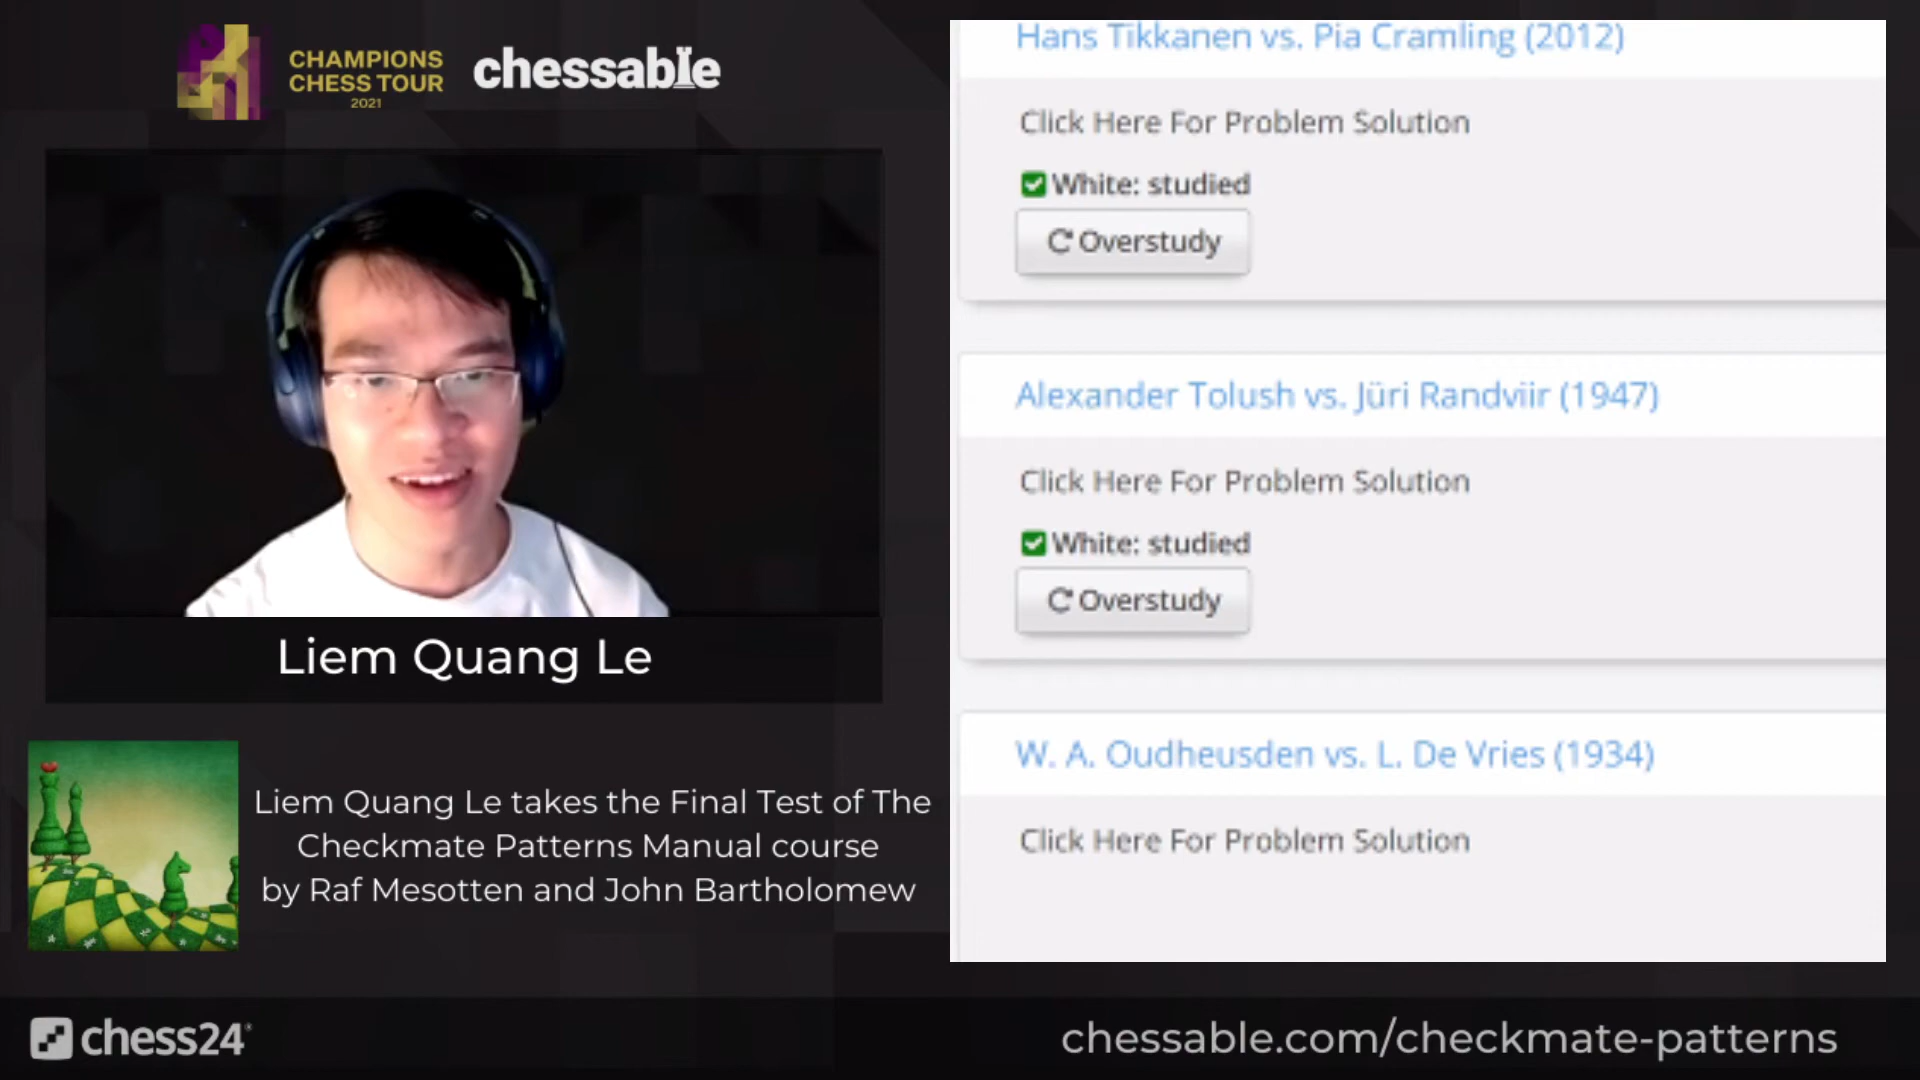 CHAMPIONS
CHESS TOUR
2021
chessable
Liem Quang Le
Liem Quang Le takes the Final Test of The
Checkmate Patterns Manual course
by Raf Mesotten and John Bartholomew
Hans Tikkanen vs. Pia Cramling (2012)
Click Here For Problem Solution
White: studied
Overstudy
Alexander Tolush vs. Jüri Randviir (1947)
Click Here For Problem Solution
White: studied
Overstudy
W. A. Oudheusden vs. L. De Vries (1934)
Click Here For Problem Solution
chess24
chessable.com/checkmate-patterns